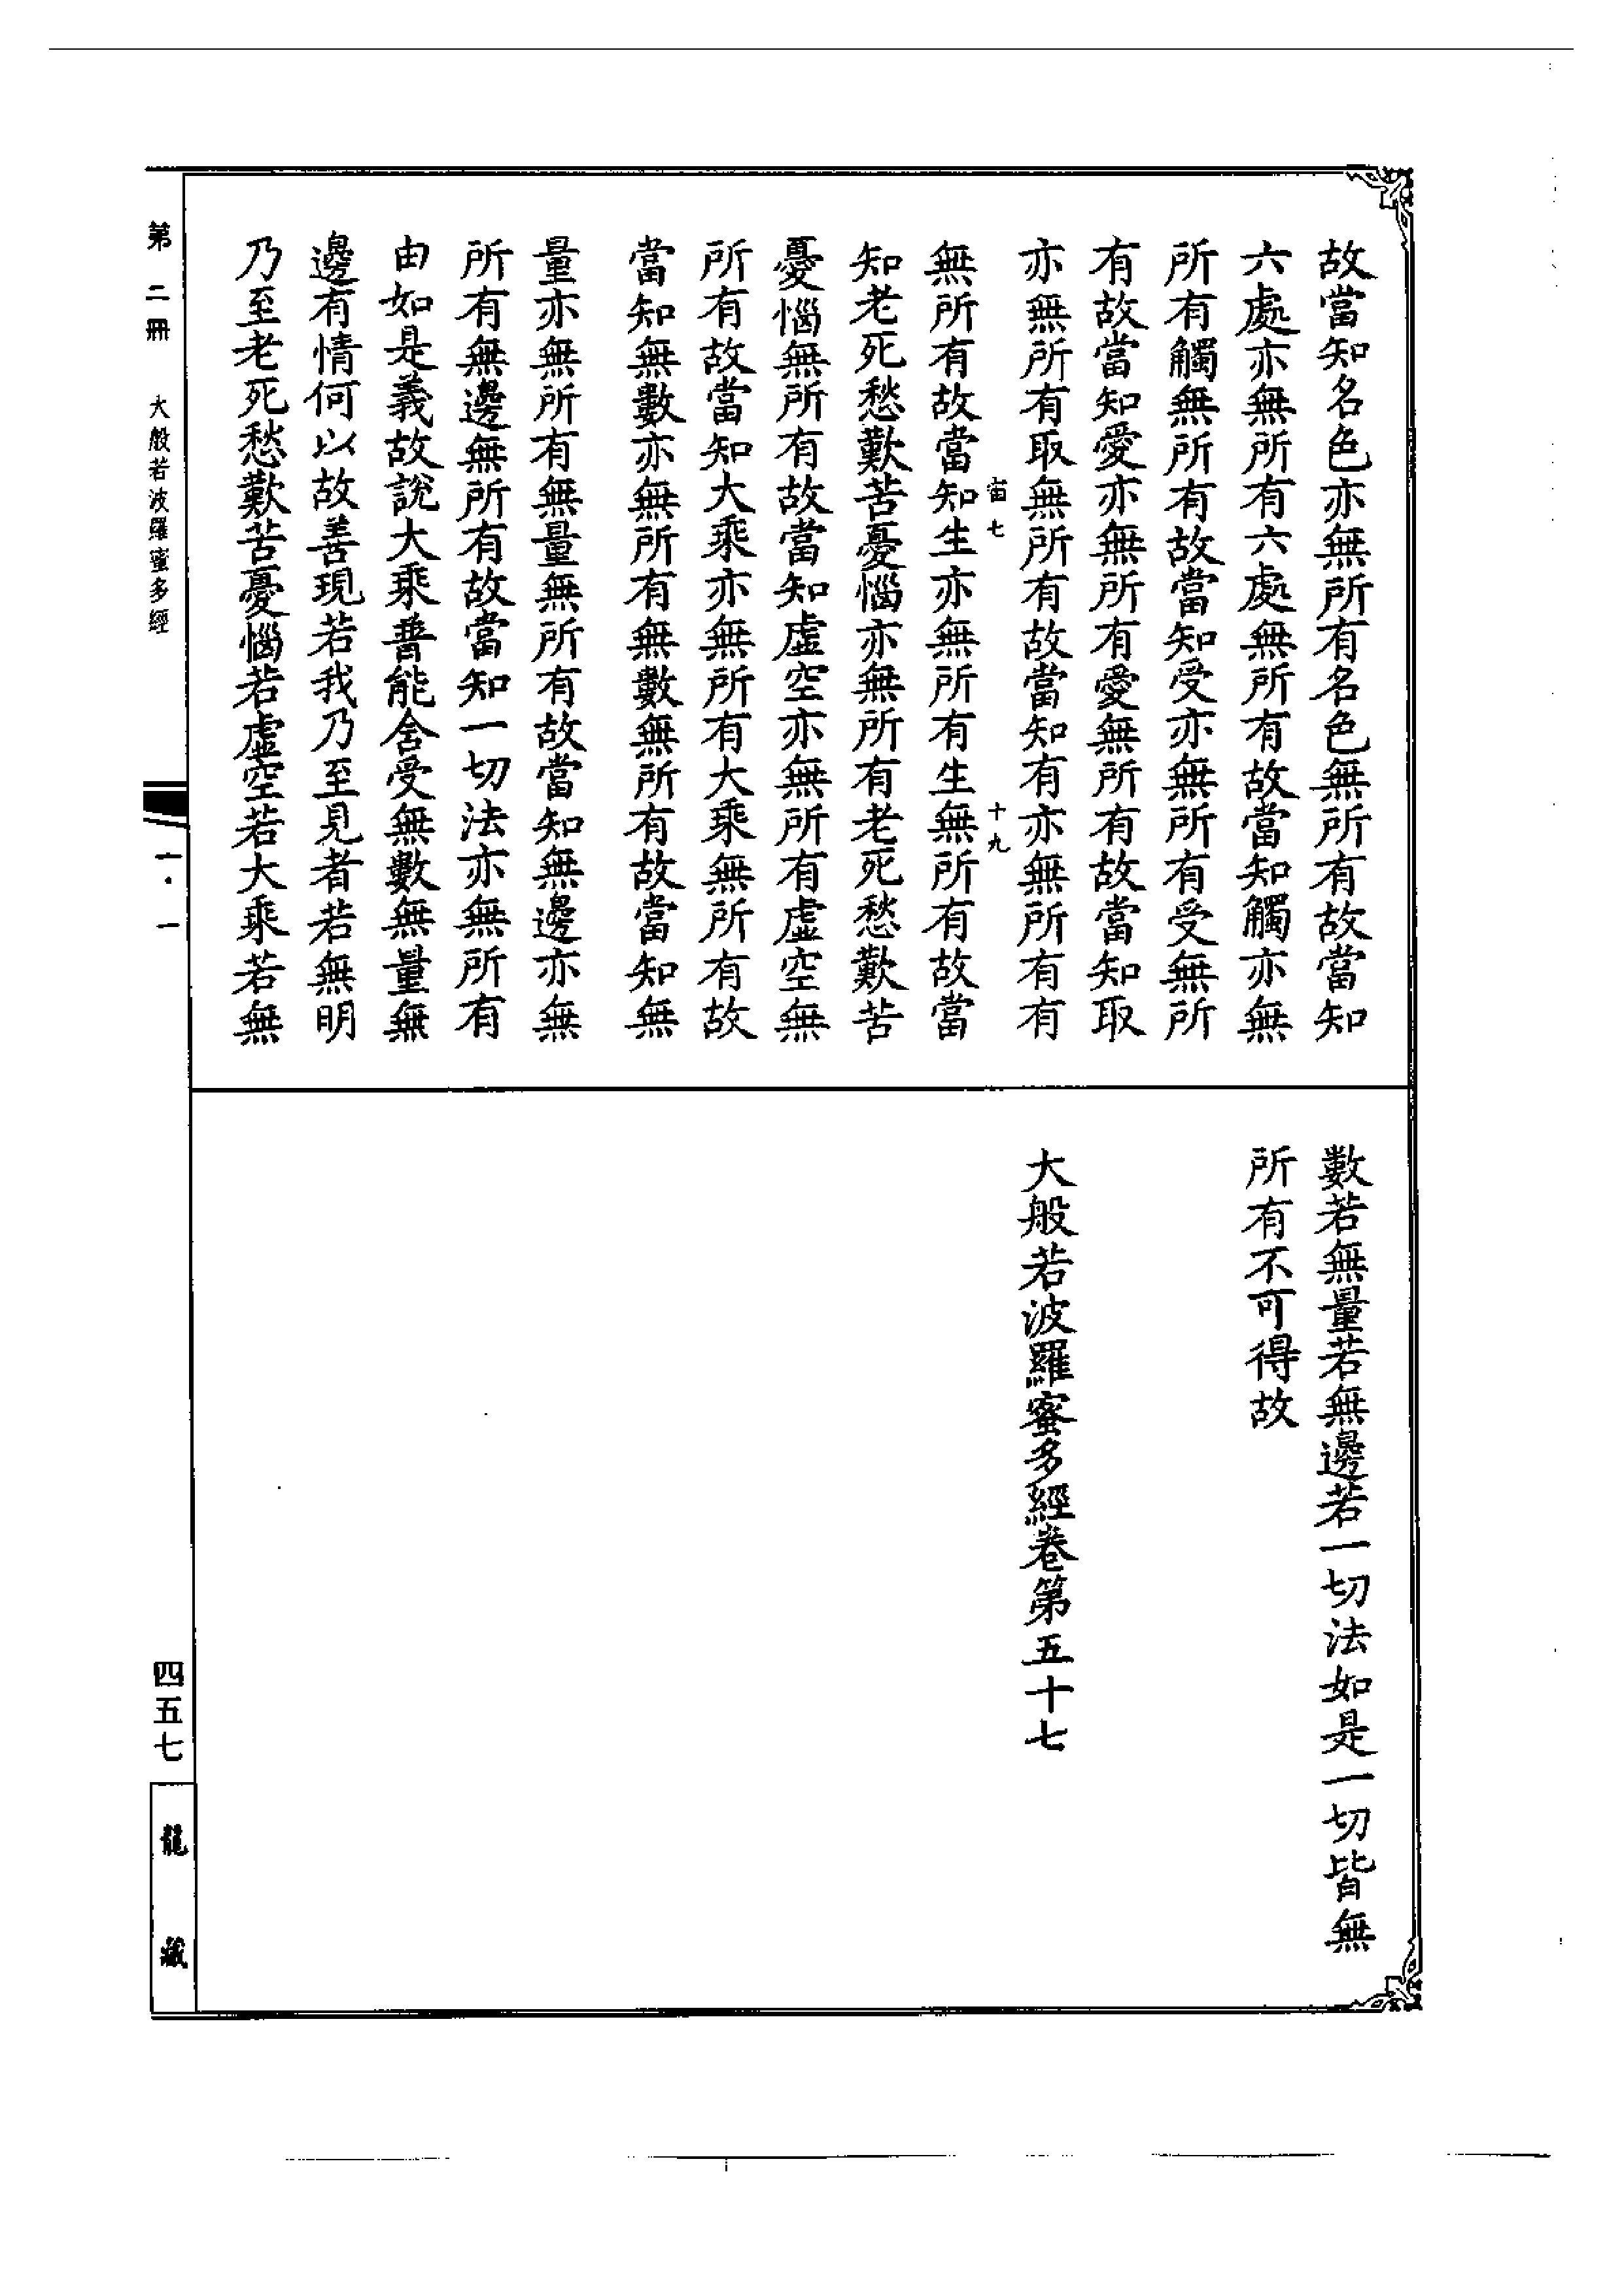 故當知名色亦無所有名色無所有故當知
六處亦無所有六處無所有故當知觸亦無
所有觸無所有故當知受亦無所有受無所
有故當知愛亦無所有愛無所有故當知取
亦無所有取無所有故當知有亦無所有有
宙七 十九
無所有故當知生亦無所有生無所有故當
知老死愁歎苦憂惱亦無所有老死愁歎苦
憂惱無所有故當知虛空亦無所有虛空無
所有故當知大乘亦無所有大乘無所有故
當知無數亦無所有無數無所有故當知無
量亦無所有無量無所有故當知無邊亦無
所有無邊無所有故當知一切法亦無所有
由如是義故說大乘普能含受無數無量無
邊有情何以故善現若我乃至見者若無明
乃至老死愁歎苦憂惱若虛空若大乘若無
數若無量若無邊若一切法如是一切皆無
所有不可得故
大般若波羅蜜多經卷第五十七
第二冊 大般若波羅蜜多經
一·一
四五七
龍藏